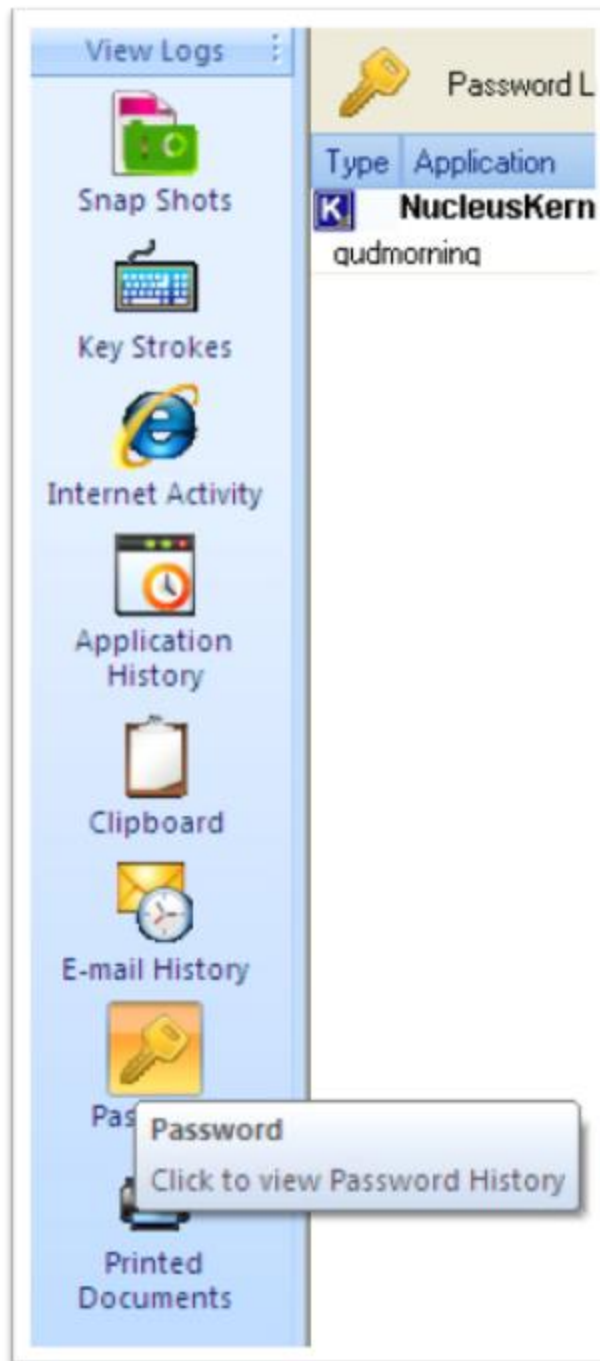 View Logs
Snap Shots
Key Strokes
Internet Activity
Application
History
Clipboard
E-mail History
Pas
Password
Click to view Password History
Printed
Documents
Password L
Type Application
K NucleusKern
gudmorning